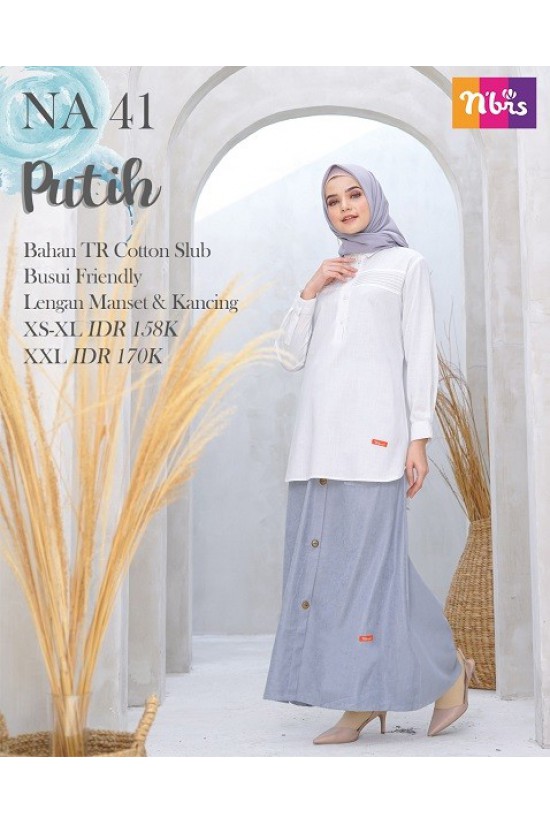 NA 41
nibrs
Putih
Bahan TR Cotton Slub
Busui Friendly
Lengan Manset & Kancing
XS-XL IDR 158K
XXL IDR 170K